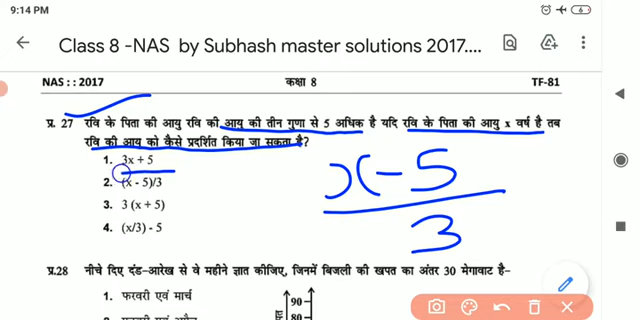 9:14 PM
6
Class 8 -NAS by Subhash master solutions 2017....
NAS :: 2017 कक्षा 8 TF-81
प्र. 27 रवि के पिता की आयु रवि की आयु की तीन गुणा से 5 अधिक है यदि रवि के पिता की आयु x वर्ष है तब
रवि की आयु को कैसे प्रदर्शित किया जा सकता है?
1. 3x + 5
2. (x - 5)/3
3. 3 (x + 5)
4. (x/3) - 5
x - 5
3
प्र.28 नीचे दिए दंड-आरेख से वे महीने ज्ञात कीजिए, जिनमें बिजली की खपत का अंतर 30 मेगावाट है-
1. फरवरी एवं मार्च
90
80